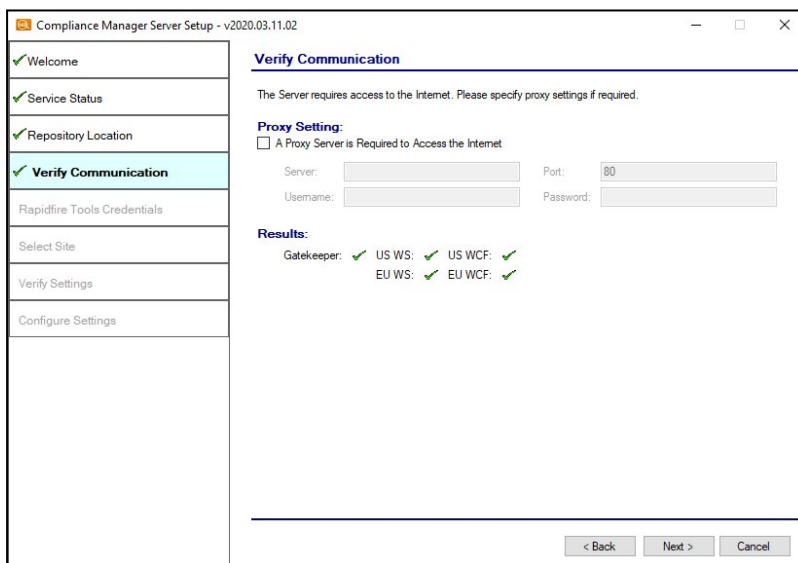 Compliance Manager Server Setup - v2020.03.11.02
Welcome
Service Status
Repository Location
Verify Communication
Rapidfire Tools Credentials
Select Site
Verify Settings
Configure Settings
Verify Communication
The Server requires access to the Internet. Please specify proxy settings if required.
Proxy Setting:
A Proxy Server is Required to Access the Internet
Server: Port: 80
Username: Password:
Results:
Gatekeeper: US WS: US WCF:
EU WS: EU WCF:
< Back Next > Cancel